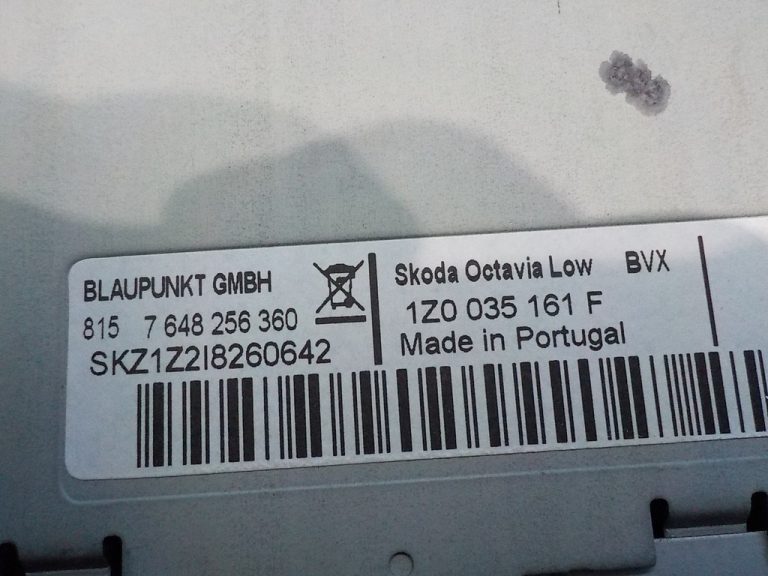 BLAUPUNKT GMBH
815 7 648 256 360
SKZ1Z2I8260642
Skoda Octavia Low BVX
1Z0 035 161 F
Made in Portugal